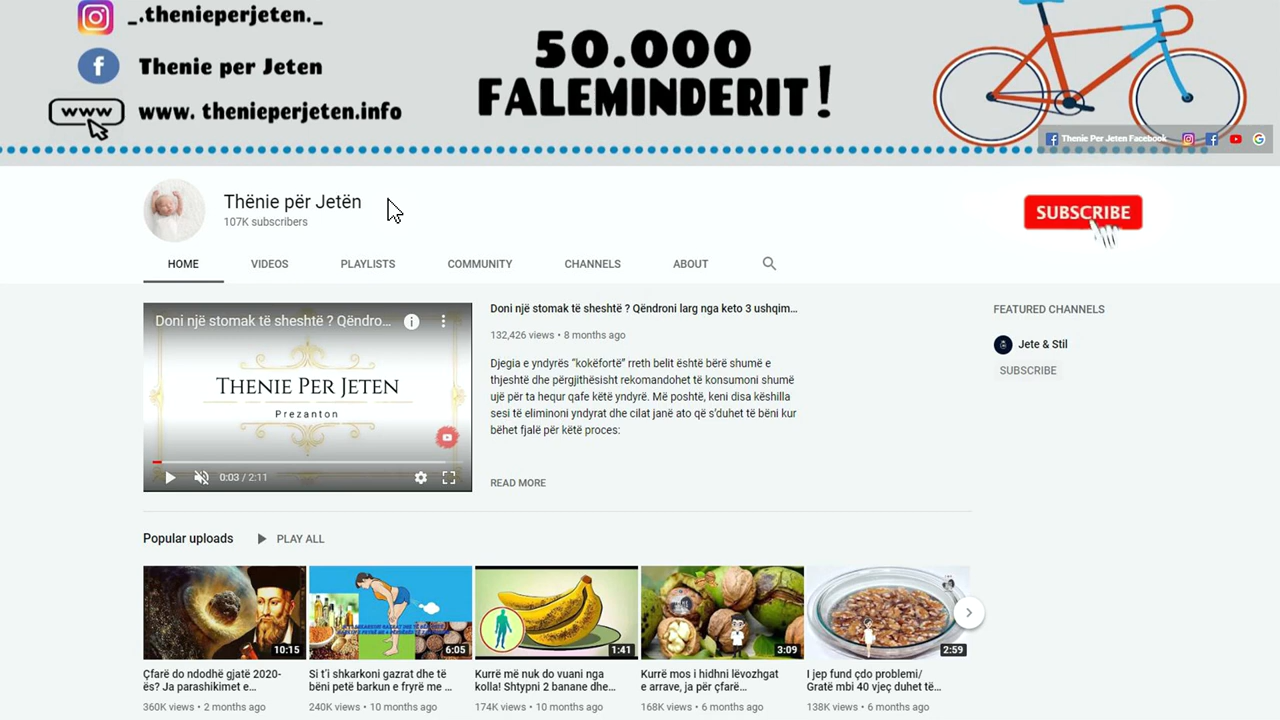 _.thenieperjeten._
Thenie per Jeten
www
www. thenieperjeten.info
50.000
FALEMINDERIT!
Thenie Per Jeten Facebook
Thënie për Jetën
107K subscribers
SUBSCRIBE
HOME
VIDEOS
PLAYLISTS
COMMUNITY
CHANNELS
ABOUT
Doni një stomak të sheshtë ? Qëndro...
THENIE PER JETEN
Prezanton
0:03 / 2:11
Doni një stomak të sheshtë ? Qëndroni larg nga keto 3 ushqim...
132,426 views • 8 months ago
Djegia e yndyrës “kokëfortë” rreth belit është bërë shumë e
thjeshtë dhe përgjithësisht rekomandohet të konsumoni shumë
ujë për ta hequr qafe këtë yndyrë. Më poshtë, keni disa këshilla
sesi të eliminoni yndyrat dhe cilat janë ato që s’duhet të bëni kur
bëhet fjalë për këtë proces:
READ MORE
FEATURED CHANNELS
Jete & Stil
SUBSCRIBE
Popular uploads
PLAY ALL
10:15
6:05
1:41
3:09
2:59
Çfarë do ndodhë gjatë 2020-
ës? Ja parashikimet e...
360K views • 2 months ago
Si t’i shkarkoni gazrat dhe të
bëni petë barkun e fryrë me ...
240K views • 10 months ago
Kurrë më nuk do vuani nga
kolla! Shtypni 2 banane dhe...
174K views • 10 months ago
Kurrë mos i hidhni lëvozhgat
e arrave, ja për çfarë...
168K views • 6 months ago
I jep fund çdo problemi/
Gratë mbi 40 vjeç duhet të...
138K views • 6 months ago